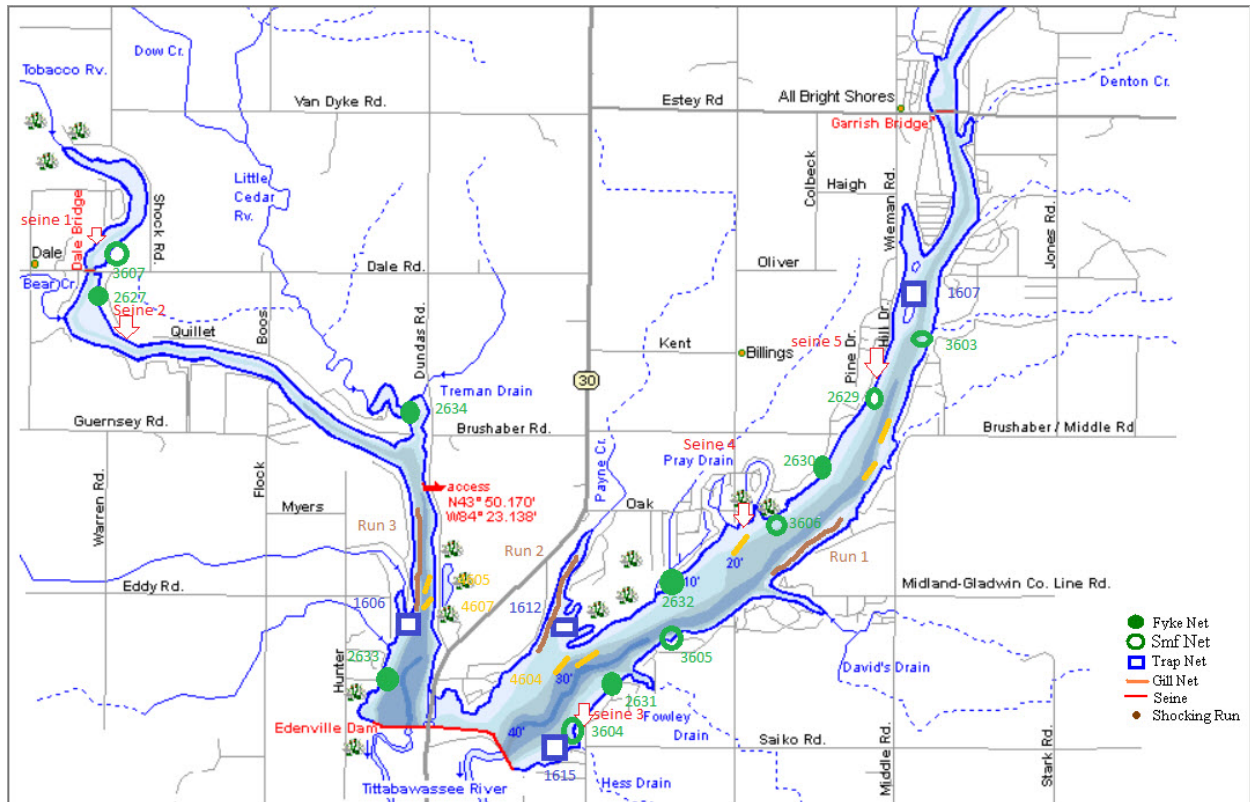 Dow Cr.
Tobacco Rv.
Van Dyke Rd.
Estey Rd
All Bright Shores
Denton Cr.
Garrish Bridge
Little
Cedar
Rv.
Shock Rd.
Colbeck
Haigh
Wieman Rd.
Jones Rd.
seine 1
Dale Bridge
Dale
3607
Dale Rd.
Oliver
Bear Cr.
2627
Seine 2
Quillet
Boos
Dundas Rd.
Hill Dr.
1607
3603
Kent
Billings
seine 5
Pine Dr.
30
Treman Drain
2634
2629
Guernsey Rd.
Brushaber Rd.
Brushaber / Middle Rd
Seine 4
Pray Drain
2630
Payne Cr.
Warren Rd.
Flock
access
N43° 50.170'
W84° 23.138'
Myers
Oak
3606
Run 3
Run 2
Run 1
20'
10'
Eddy Rd.
4607
1606
1612
2632
Midland-Gladwin Co. Line Rd.
3605
Hunter
2633
4604
30'
2631
David's Drain
Fyke Net
Smf Net
Trap Net
Gill Net
Seine
Shocking Run
Edenville Dam
40'
seine 3
Fowley
Drain
3604
1615
Saiko Rd.
Middle Rd.
Stark Rd.
Tittabawassee River
Hess Drain